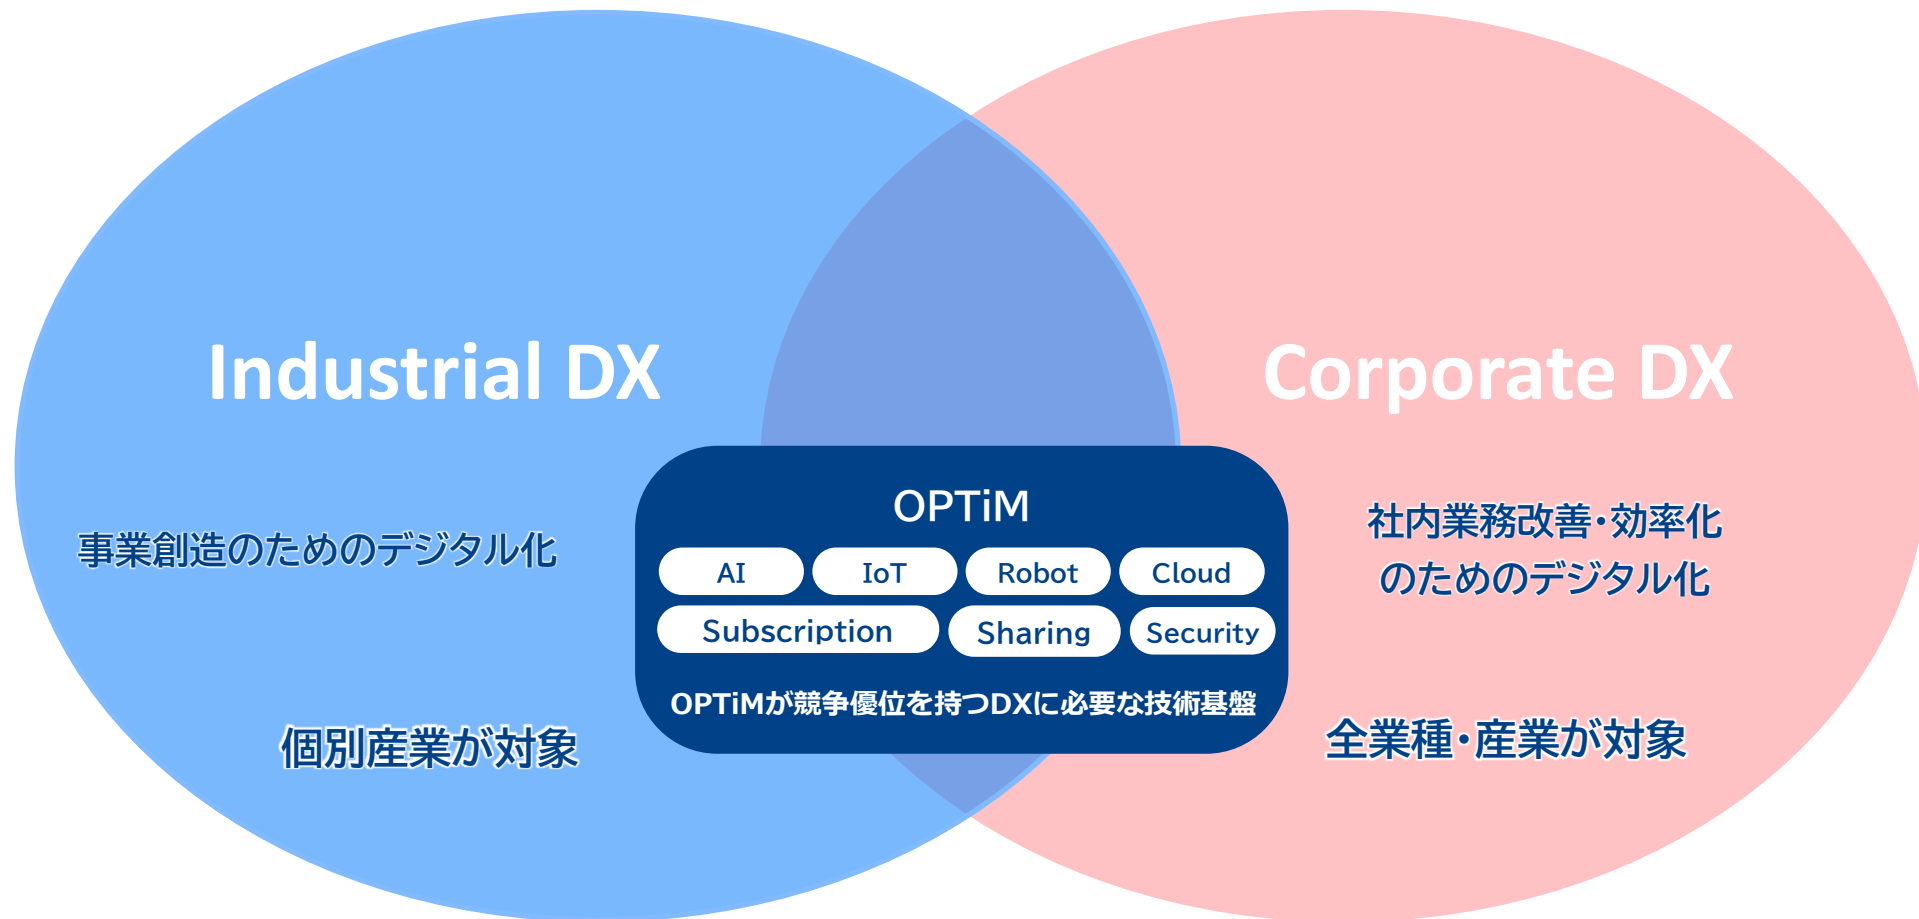 Industrial DX
事業創造のためのデジタル化
個別産業が対象
OPTiM
AI
IoT
Robot
Cloud
Subscription
Sharing
Security
OPTiMが競争優位を持つDXに必要な技術基盤
Corporate DX
社内業務改善・効率化
のためのデジタル化
全業種・産業が対象